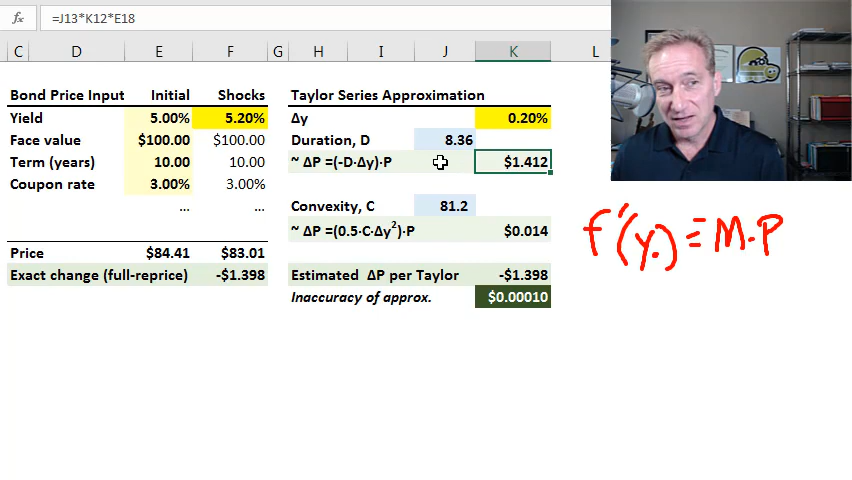 fx =J13*K12*E18
C D E F G H I J K L
Bond Price Input Initial Shocks
Yield 5.00% 5.20%
Face value $100.00 $100.00
Term (years) 10.00 10.00
Coupon rate 3.00% 3.00%
... ...
Price $84.41 $83.01
Exact change (full-reprice) -$1.398
Taylor Series Approximation
Δy 0.20%
Duration, D 8.36
~ ΔP =(-D·Δy)·P $1.412
Convexity, C 81.2
~ ΔP =(0.5·C·Δy²)·P $0.014
Estimated ΔP per Taylor -$1.398
Inaccuracy of approx. $0.00010
f'(y₀) = M·P